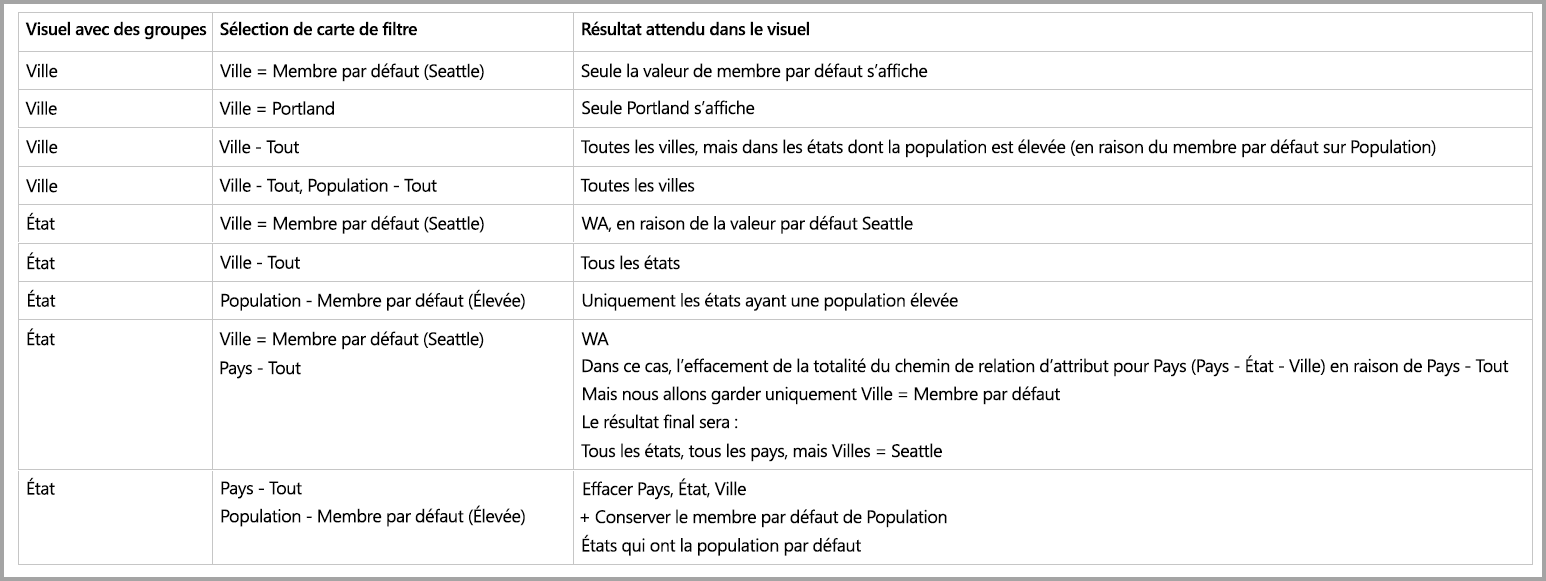 Visuel avec des groupes Sélection de carte de filtre Résultat attendu dans le visuel
Ville Ville = Membre par défaut (Seattle) Seule la valeur de membre par défaut s’affiche
Ville Ville = Portland Seule Portland s’affiche
Ville Ville - Tout Toutes les villes, mais dans les états dont la population est élevée (en raison du membre par défaut sur Population)
Ville Ville - Tout, Population - Tout Toutes les villes
État Ville = Membre par défaut (Seattle) WA, en raison de la valeur par défaut Seattle
État Ville - Tout Tous les états
État Population - Membre par défaut (Élevée) Uniquement les états ayant une population élevée
État Ville = Membre par défaut (Seattle) WA
Pays - Tout Dans ce cas, l’effacement de la totalité du chemin de relation d’attribut pour Pays (Pays - État - Ville) en raison de Pays - Tout
Mais nous allons garder uniquement Ville = Membre par défaut
Le résultat final sera :
Tous les états, tous les pays, mais Villes = Seattle
État Pays - Tout Effacer Pays, État, Ville
Population - Membre par défaut (Élevée) + Conserver le membre par défaut de Population
États qui ont la population par défaut